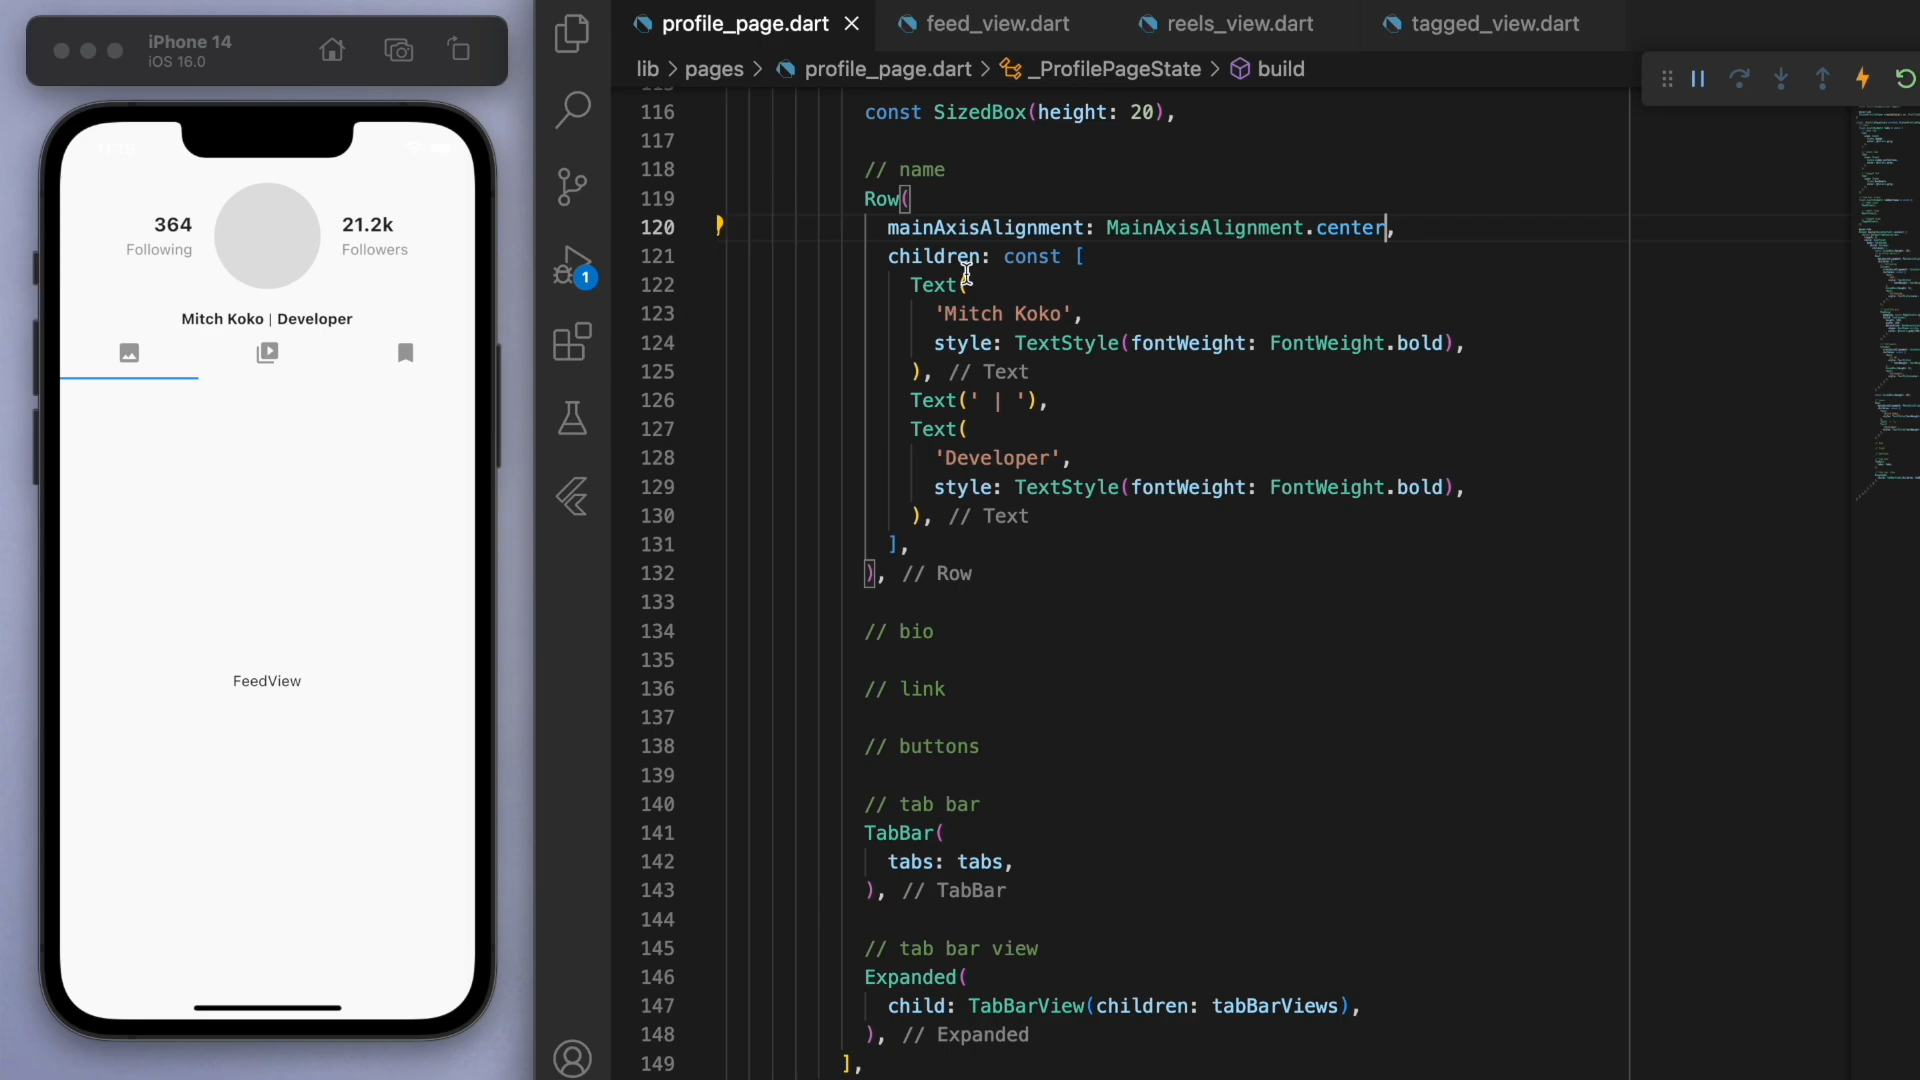 iPhone 14
iOS 16.0
364
Following
21.2k
Followers
Mitch Koko | Developer
FeedView
1
profile_page.dart
feed_view.dart
reels_view.dart
tagged_view.dart
lib > pages > profile_page.dart > _ProfilePageState > build
116 const SizedBox(height: 20),
117
118 // name
119 Row(
120 mainAxisAlignment: MainAxisAlignment.center,
121 children: const [
122 Text(
123 'Mitch Koko',
124 style: TextStyle(fontWeight: FontWeight.bold),
125 ), // Text
126 Text(' | '),
127 Text(
128 'Developer',
129 style: TextStyle(fontWeight: FontWeight.bold),
130 ), // Text
131 ],
132 ), // Row
133
134 // bio
135
136 // link
137
138 // buttons
139
140 // tab bar
141 TabBar(
142 tabs: tabs,
143 ), // TabBar
144
145 // tab bar view
146 Expanded(
147 child: TabBarView(children: tabBarViews),
148 ), // Expanded
149 ],